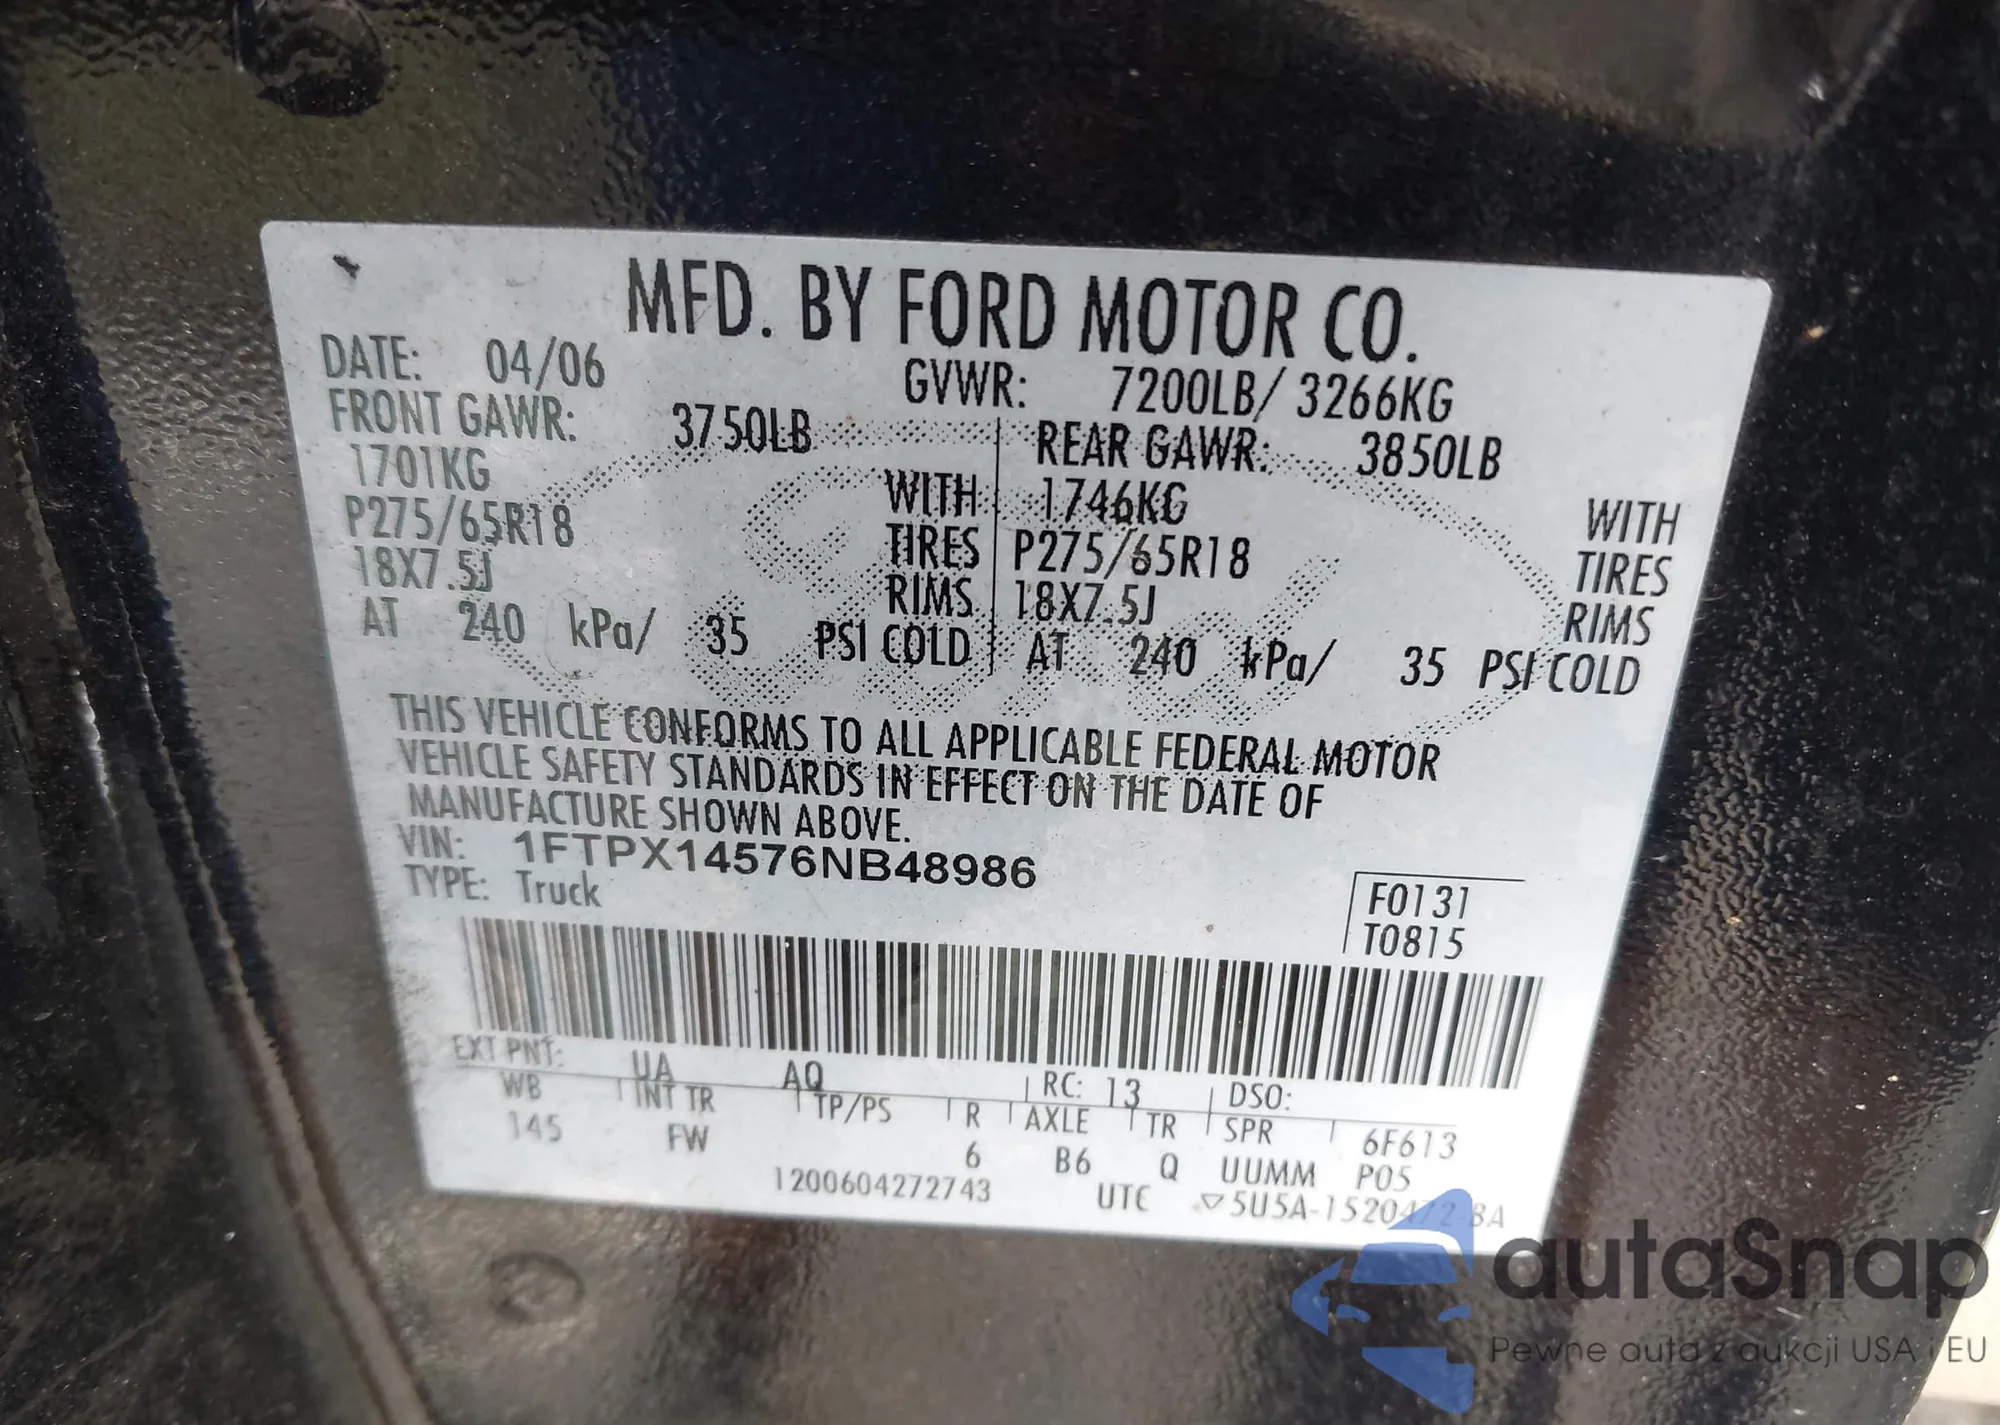 MFD. BY FORD MOTOR CO.
DATE: 04/06 GVWR: 7200LB/ 3266KG
FRONT GAWR: 3750LB REAR GAWR: 3850LB
1701KG WITH 1746KG WITH
P275/65R18 TIRES P275/65R18 TIRES
18X7.5J RIMS 18X7.5J RIMS
AT 240 kPa/ 35 PSI COLD AT 240 kPa/ 35 PSI COLD
THIS VEHICLE CONFORMS TO ALL APPLICABLE FEDERAL MOTOR
VEHICLE SAFETY STANDARDS IN EFFECT ON THE DATE OF
MANUFACTURE SHOWN ABOVE.
VIN: 1FTPX14576NB48986
TYPE: Truck
F0131
T0815
EXT PNT: UA AQ RC: 13 DSO:
WB INT TR TP/PS R AXLE TR SPR 6F613
145 FW 6 B6 Q UUMM P05
1200604272743 UTC 5U5A-1520472-BA
autaSnap
Pewne auta z aukcji USA i EU